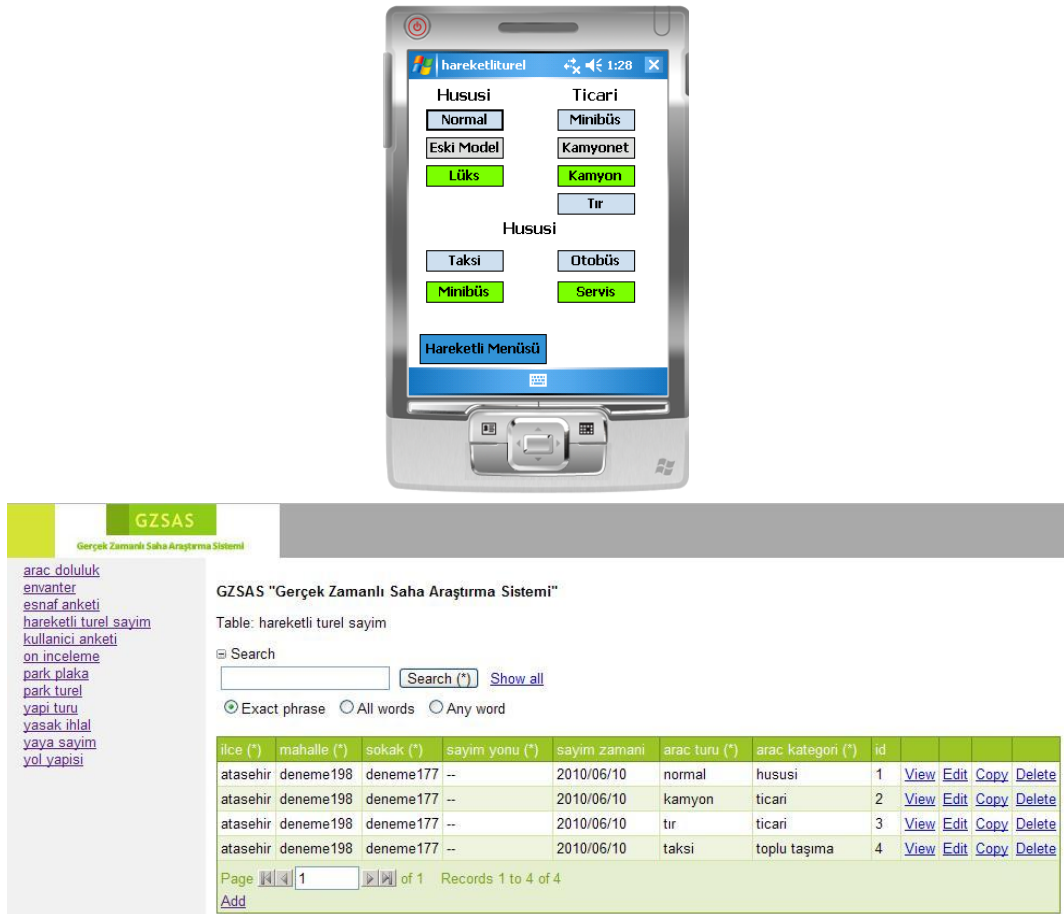 hareketliturel 1:28
Hususi Ticari
Normal Minibüs
Eski Model Kamyonet
Lüks Kamyon
Tır
Hususi
Taksi Otobüs
Minibüs Servis
Hareketli Menüsü
GZSAS
Gerçek Zamanlı Saha Araştırma Sistemi
arac doluluk
envanter
esnaf anketi
hareketli turel sayim
kullanici anketi
on inceleme
park plaka
park turel
yapi turu
yasak ihlal
yaya sayim
yol yapisi
GZSAS "Gerçek Zamanlı Saha Araştırma Sistemi"
Table: hareketli turel sayim
Search
Search (*) Show all
Exact phrase All words Any word
ilce (*) mahalle (*) sokak (*) sayim yonu (*) sayim zamani arac turu (*) arac kategori (*) id
atasehir deneme198 deneme177 -- 2010/06/10 normal hususi 1 View Edit Copy Delete
atasehir deneme198 deneme177 -- 2010/06/10 kamyon ticari 2 View Edit Copy Delete
atasehir deneme198 deneme177 -- 2010/06/10 tır ticari 3 View Edit Copy Delete
atasehir deneme198 deneme177 -- 2010/06/10 taksi toplu taşıma 4 View Edit Copy Delete
Page 1 of 1 Records 1 to 4 of 4
Add